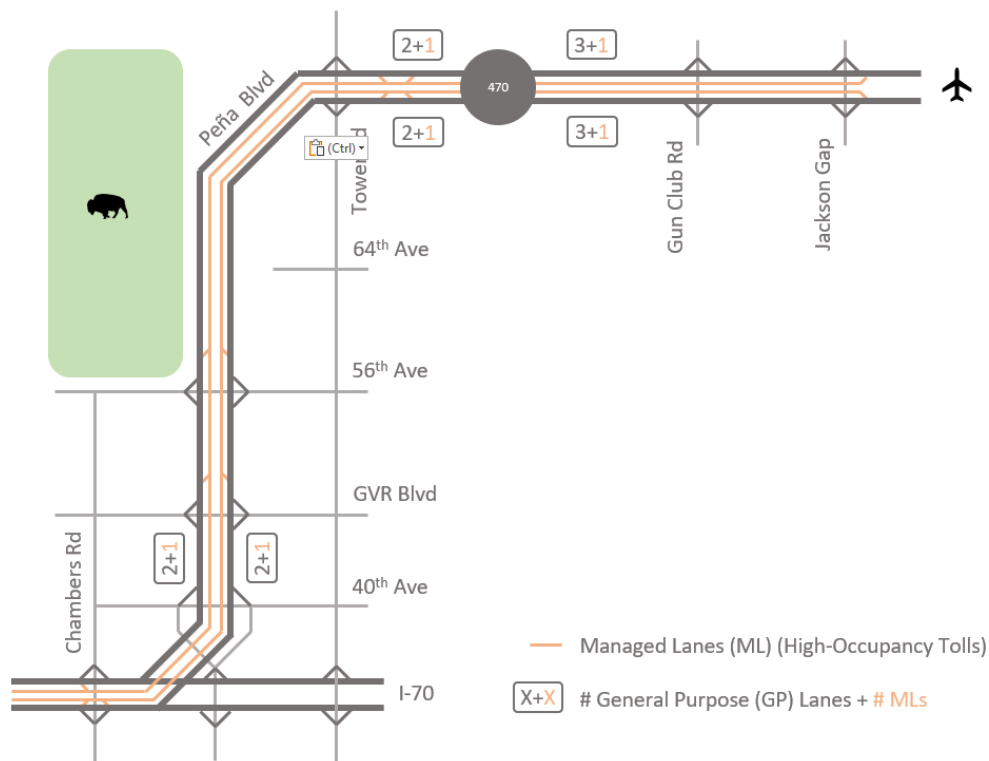 2+1
3+1
Peña Blvd
470
2+1
3+1
(Ctrl)
Gun Club Rd
Jackson Gap
64th Ave
56th Ave
GVR Blvd
Chambers Rd
2+1
2+1
40th Ave
Managed Lanes (ML) (High-Occupancy Tolls)
I-70
X+X
# General Purpose (GP) Lanes + # MLs